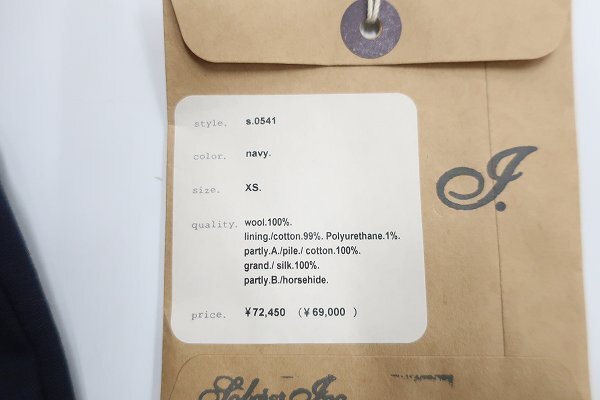 style. s.0541
color. navy.
size. XS.
quality. wool.100%.
lining./cotton.99%. Polyurethane.1%.
partly.A./pile./ cotton.100%.
grand./ silk.100%.
partly.B./horsehide.
price. ¥72,450 (¥69,000 )
J.
Inc